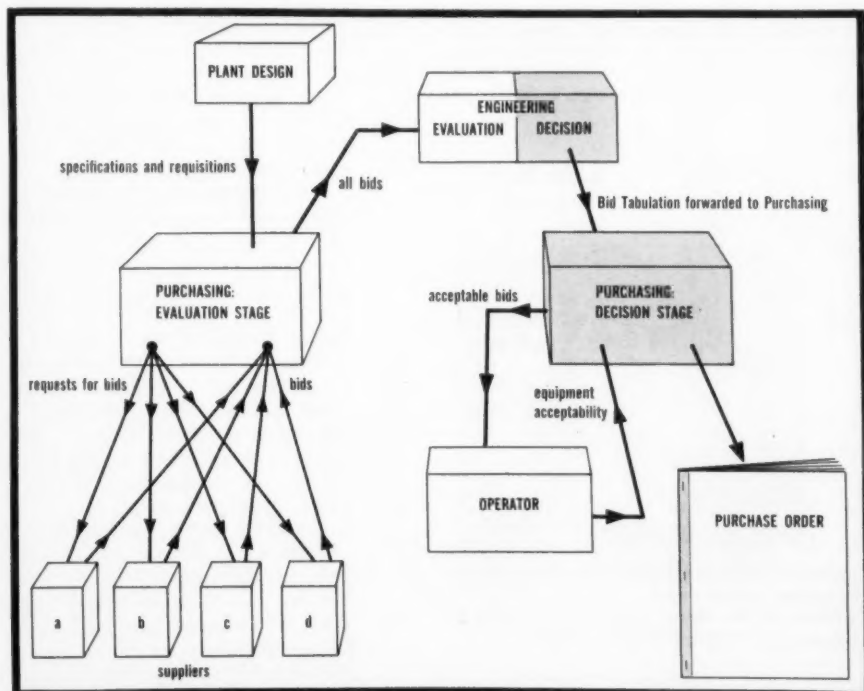 PLANT DESIGN
ENGINEERING
EVALUATION DECISION
specifications and requisitions
all bids
Bid Tabulation forwarded to Purchasing
PURCHASING:
EVALUATION STAGE
acceptable bids
PURCHASING:
DECISION STAGE
requests for bids
bids
equipment
acceptability
OPERATOR
PURCHASE ORDER
a
b
c
d
suppliers